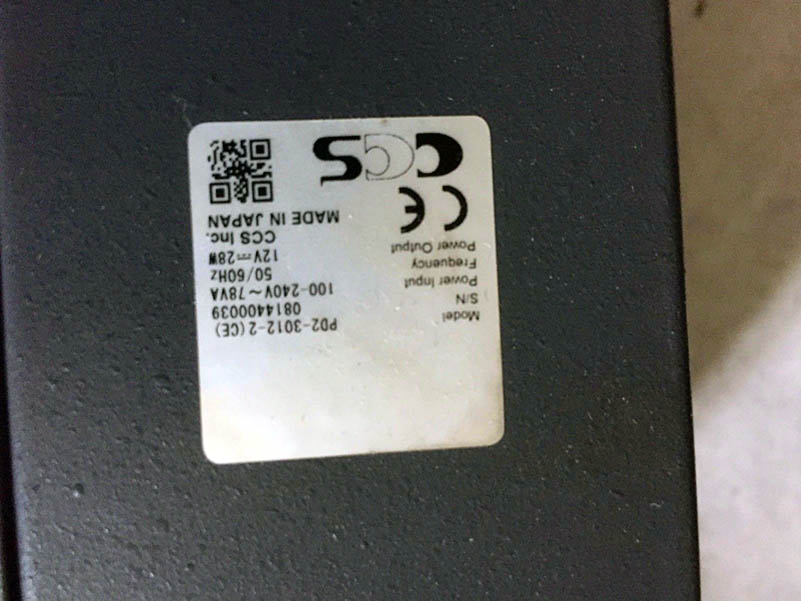 Model PD2-3012-2(CE)
S/N 0814400039
Power Input 100-240V~78VA
Frequency 50/60Hz
Power Output 12V⎓28W
CCS Inc.
CE MADE IN JAPAN
CCS